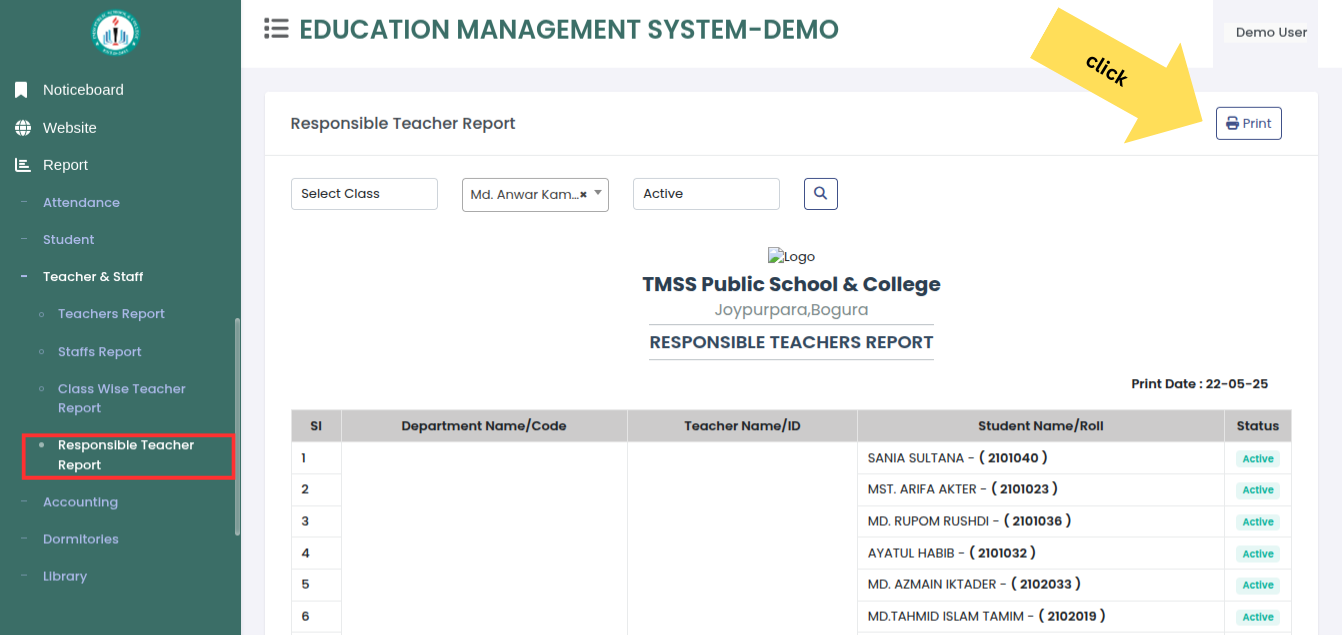 EDUCATION MANAGEMENT SYSTEM-DEMO
Demo User
click
Noticeboard
Website
Report
Attendance
Student
Teacher & Staff
Teachers Report
Staffs Report
Class Wise Teacher
Report
Responsible Teacher
Report
Accounting
Dormitories
Library
Responsible Teacher Report
Print
Select Class
Md. Anwar Kam...×
Active
Logo
TMSS Public School & College
Joypurpara,Bogura
RESPONSIBLE TEACHERS REPORT
Print Date : 22-05-25
Sl Department Name/Code Teacher Name/ID Student Name/Roll Status
1 SANIA SULTANA - ( 2101040 ) Active
2 MST. ARIFA AKTER - ( 2101023 ) Active
3 MD. RUPOM RUSHDI - ( 2101036 ) Active
4 AYATUL HABIB - ( 2101032 ) Active
5 MD. AZMAIN IKTADER - ( 2102033 ) Active
6 MD.TAHMID ISLAM TAMIM - ( 2102019 ) Active